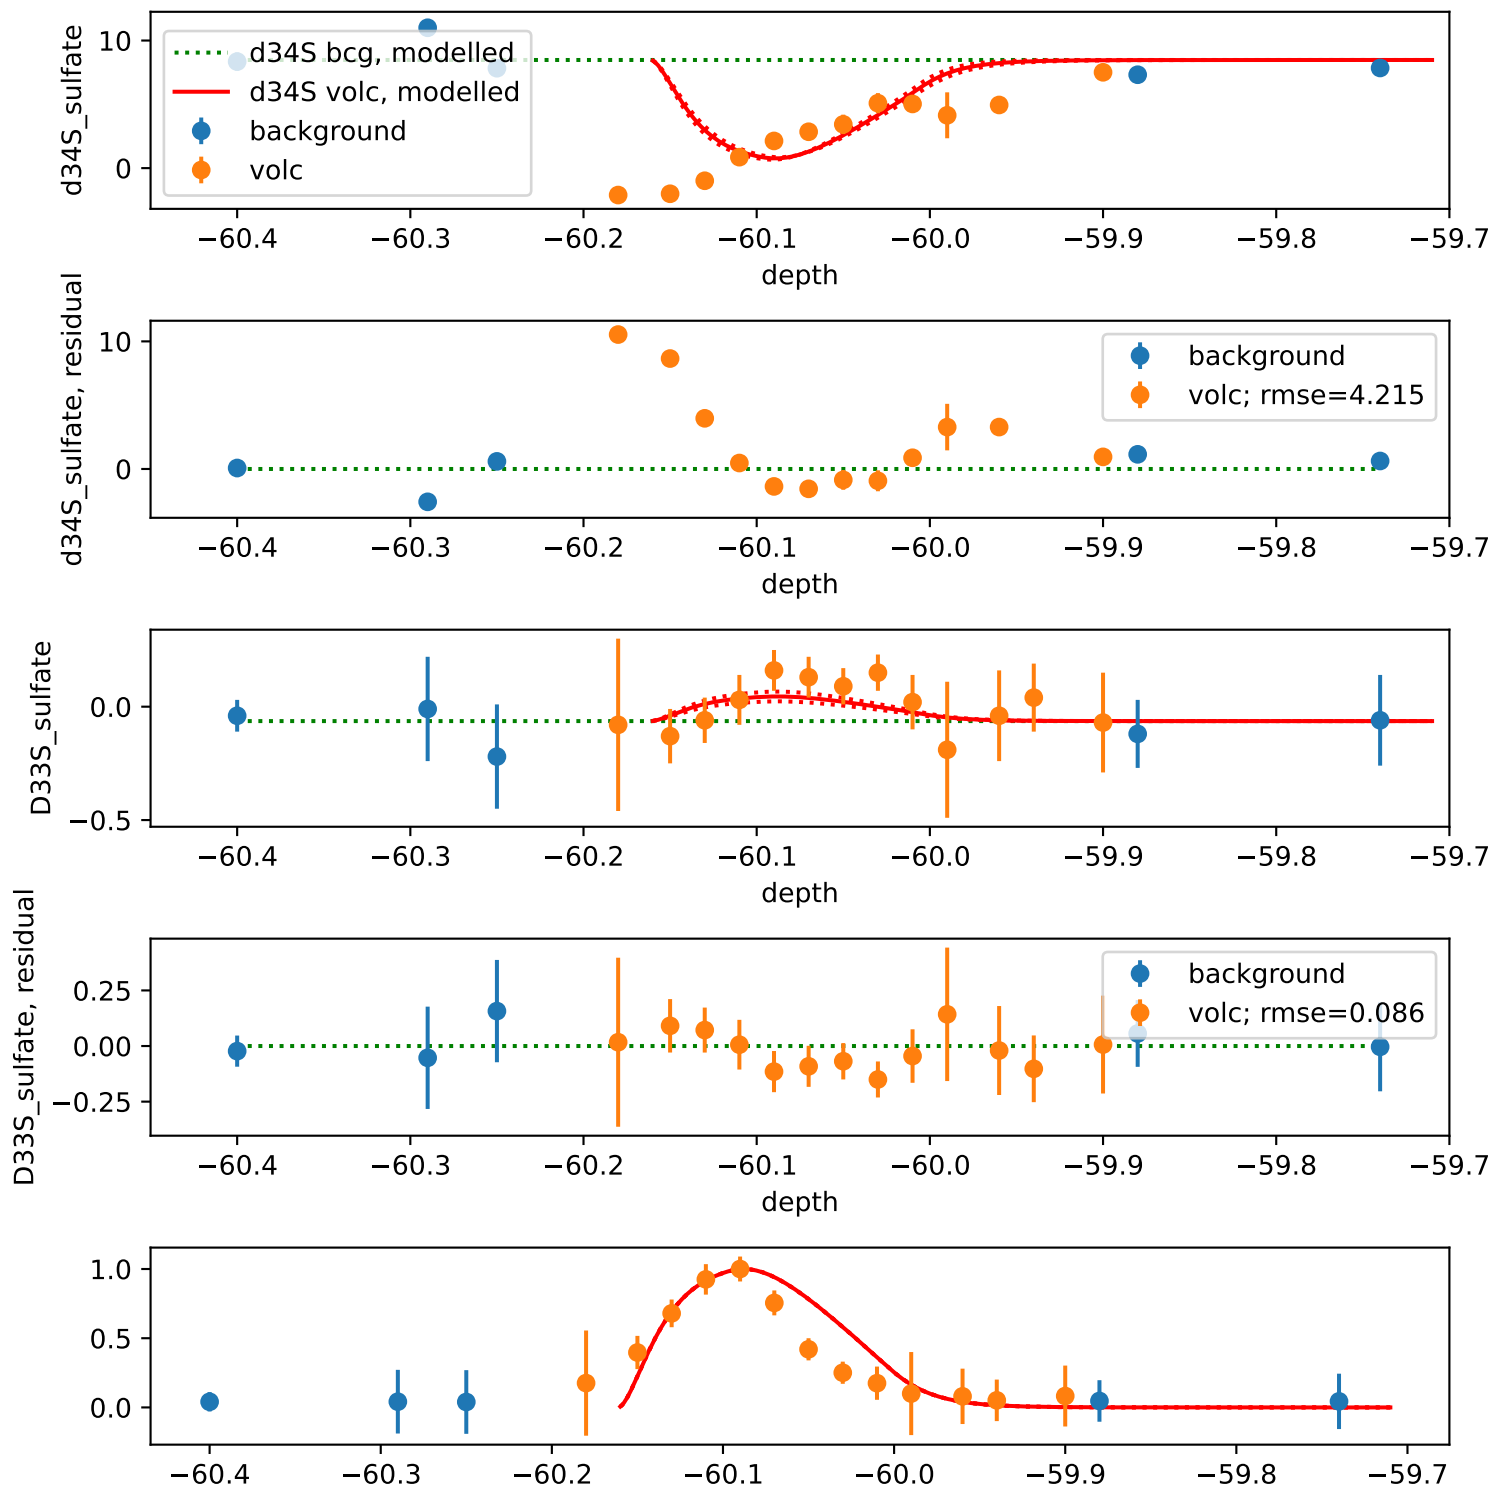 d34S_sulfate
10
0
d34S bcg, modelled
d34S volc, modelled
background
volc
−60.4 −60.3 −60.2 −60.1 −60.0 −59.9 −59.8 −59.7
depth
d34S_sulfate, residual
10
0
background
volc; rmse=4.215
−60.4 −60.3 −60.2 −60.1 −60.0 −59.9 −59.8 −59.7
depth
D33S_sulfate
0.0
−0.5
−60.4 −60.3 −60.2 −60.1 −60.0 −59.9 −59.8 −59.7
depth
D33S_sulfate, residual
0.25
0.00
−0.25
background
volc; rmse=0.086
−60.4 −60.3 −60.2 −60.1 −60.0 −59.9 −59.8 −59.7
depth
1.0
0.5
0.0
−60.4 −60.3 −60.2 −60.1 −60.0 −59.9 −59.8 −59.7